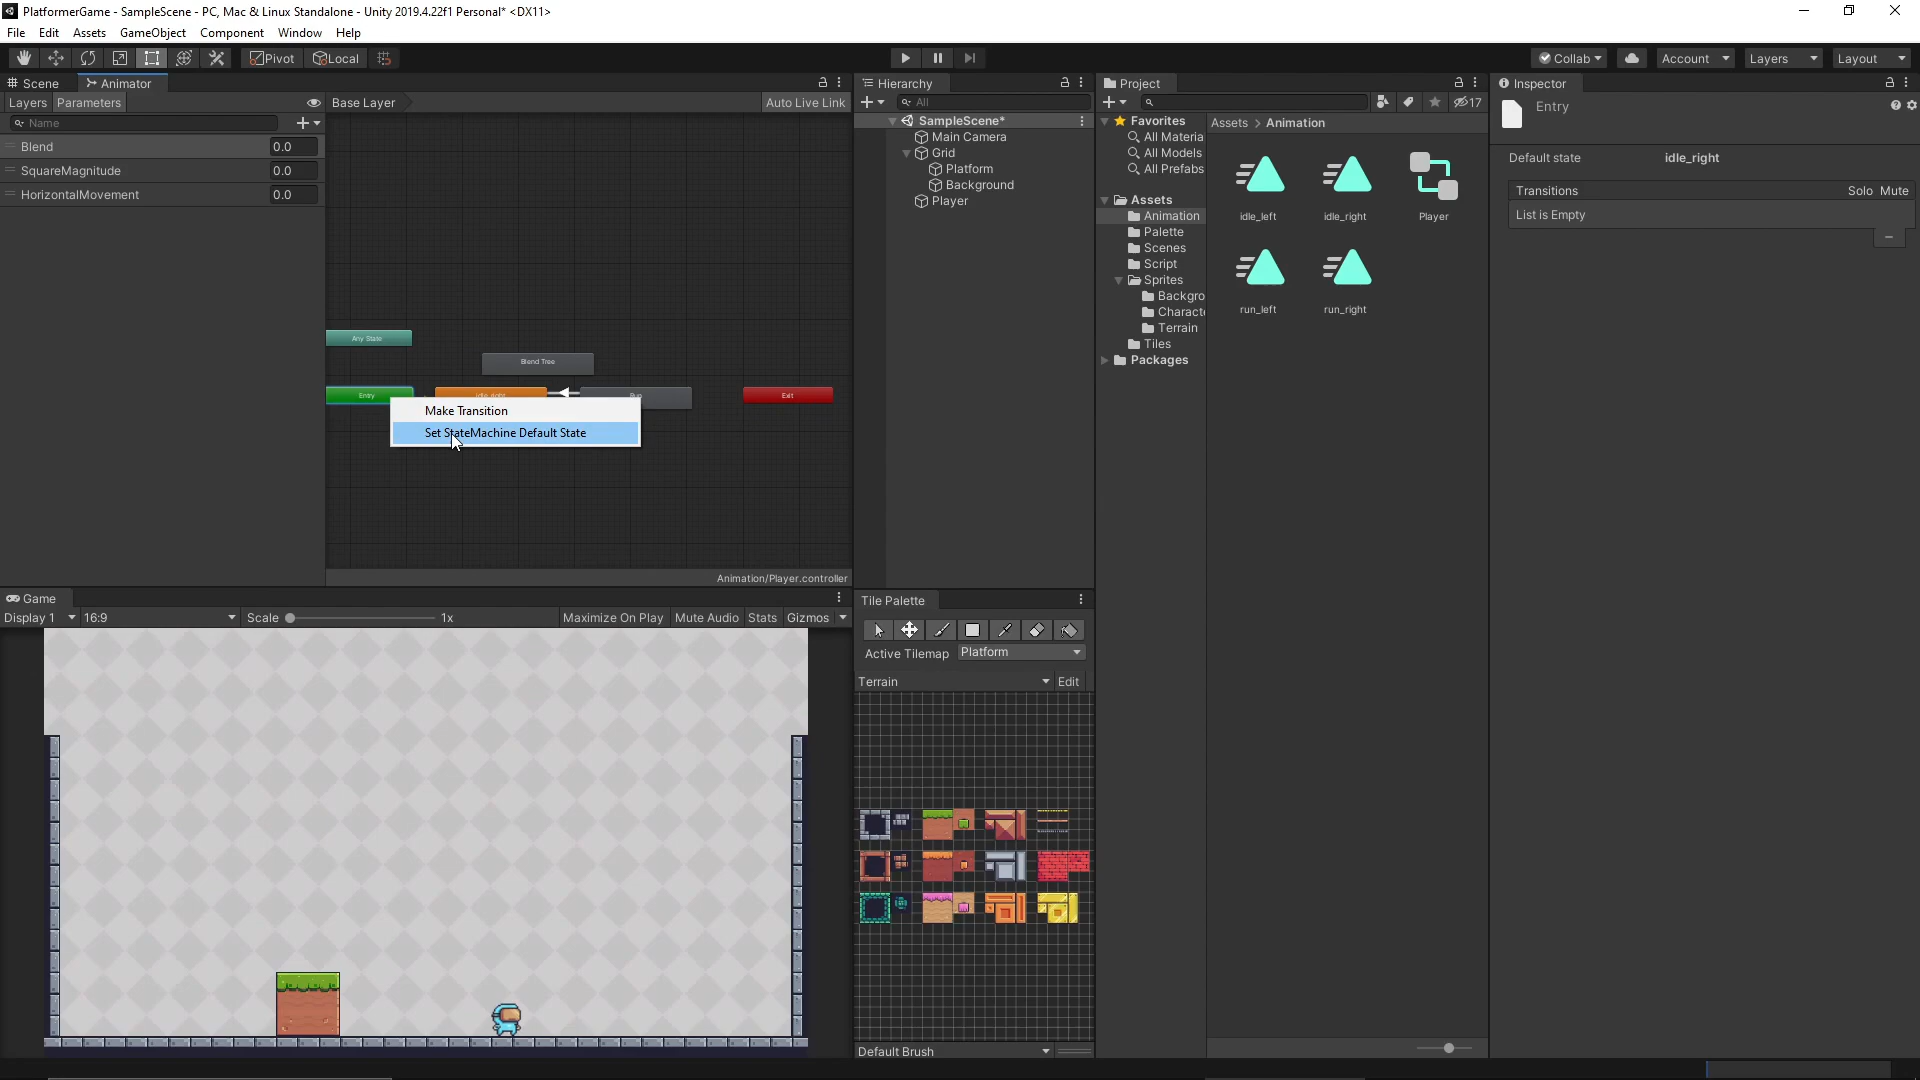 PlatformerGame - SampleScene - PC, Mac & Linux Standalone - Unity 2019.4.22f1 Personal* <DX11>
File Edit Assets GameObject Component Window Help
Pivot Local Collab Account Layers Layout
Scene Animator
Layers Parameters Base Layer Auto Live Link
Name
Blend 0.0
SquareMagnitude 0.0
HorizontalMovement 0.0
Any State
Blend Tree
Entry
idle_right
Exit
Make Transition
Set StateMachine Default State
Animation/Player.controller
Hierarchy
All
SampleScene*
Main Camera
Grid
Platform
Background
Player
Project
17
Favorites
All Materia
All Models
All Prefabs
Assets
Animation
Palette
Scenes
Script
Sprites
Backgro
Characte
Terrain
Tiles
Packages
Assets > Animation
idle_left idle_right Player
run_left run_right
Inspector
Entry
Default state idle_right
Transitions Solo Mute
List is Empty
Game
Display 1 16:9 Scale 1x Maximize On Play Mute Audio Stats Gizmos
Tile Palette
Active Tilemap Platform
Terrain Edit
Default Brush